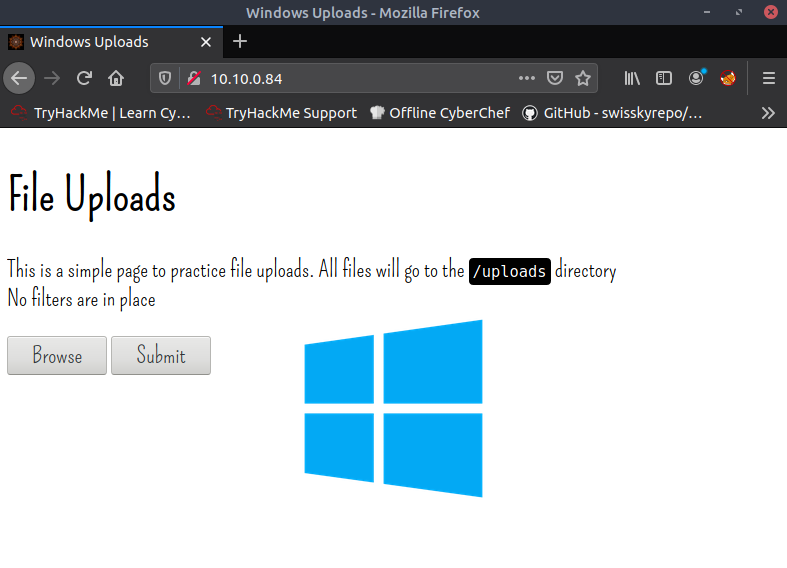 Windows Uploads - Mozilla Firefox
Windows Uploads
10.10.0.84
TryHackMe | Learn Cy… TryHackMe Support Offline CyberChef GitHub - swisskyrepo/…
File Uploads
This is a simple page to practice file uploads. All files will go to the /uploads directory
No filters are in place
Browse Submit